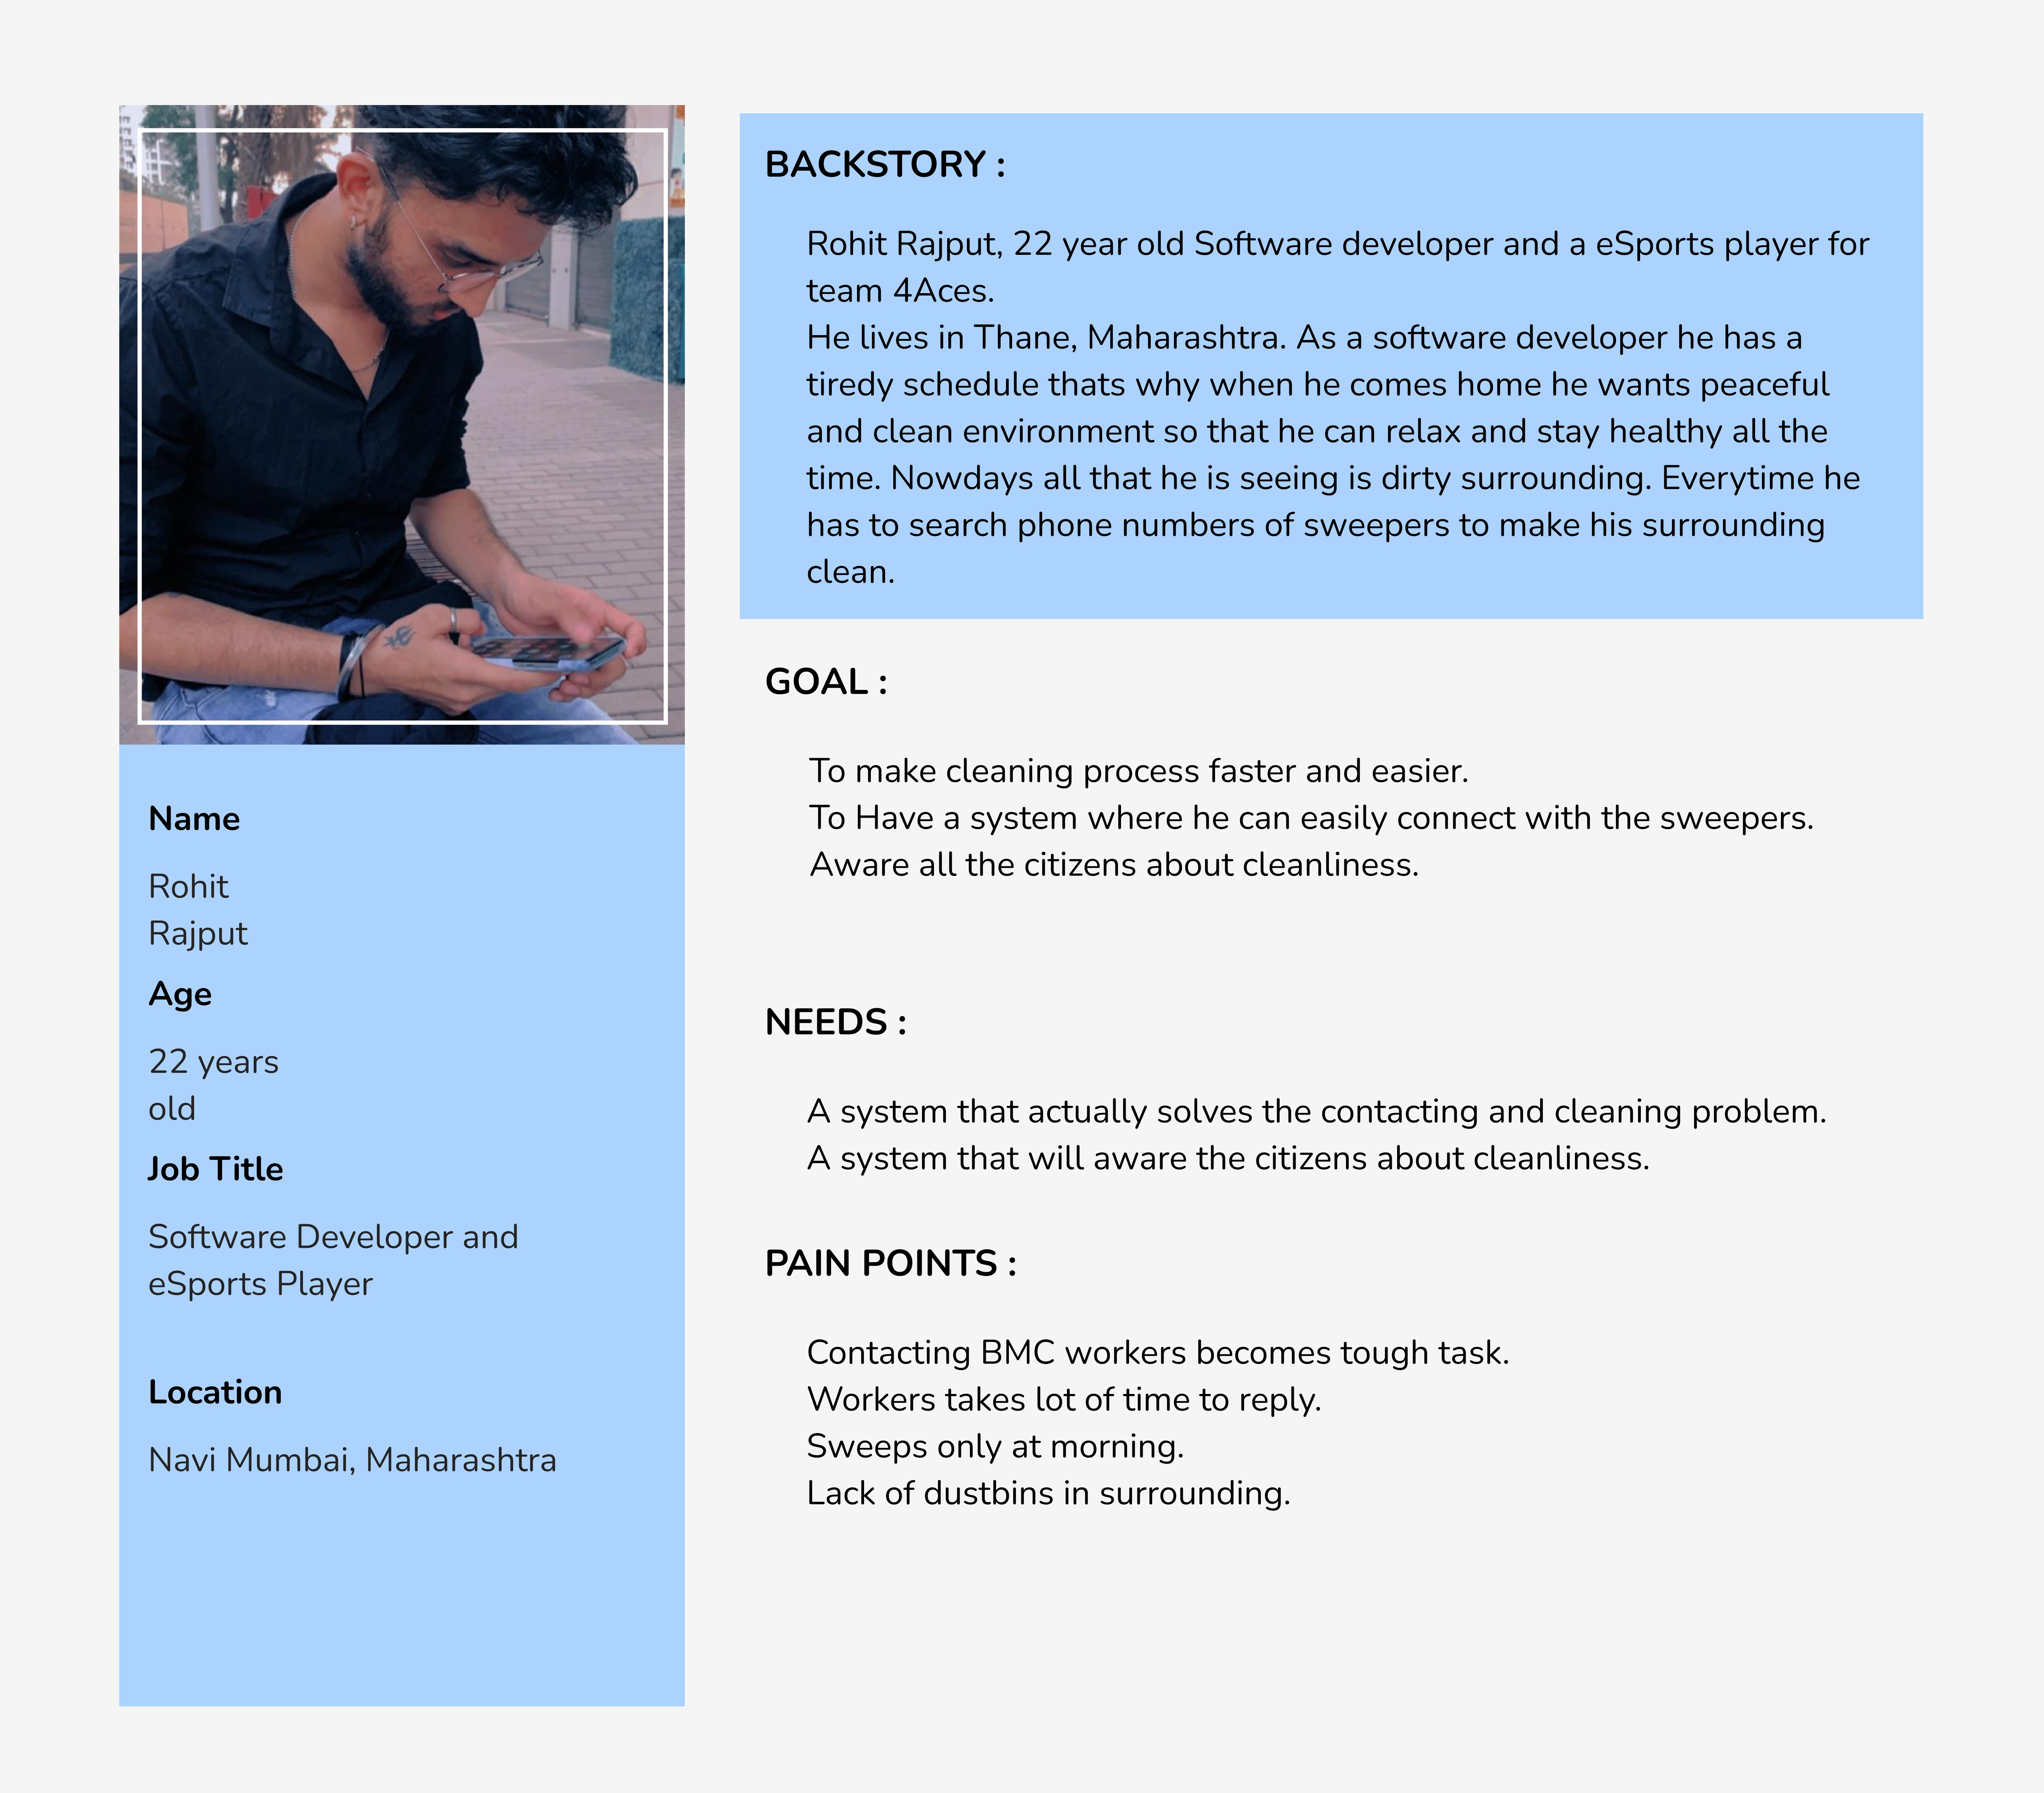 BACKSTORY :
Rohit Rajput, 22 year old Software developer and a eSports player for
team 4Aces.
He lives in Thane, Maharashtra. As a software developer he has a
tiredy schedule thats why when he comes home he wants peaceful
and clean environment so that he can relax and stay healthy all the
time. Nowdays all that he is seeing is dirty surrounding. Everytime he
has to search phone numbers of sweepers to make his surrounding
clean.
GOAL :
To make cleaning process faster and easier.
To Have a system where he can easily connect with the sweepers.
Aware all the citizens about cleanliness.
NEEDS :
A system that actually solves the contacting and cleaning problem.
A system that will aware the citizens about cleanliness.
PAIN POINTS :
Contacting BMC workers becomes tough task.
Workers takes lot of time to reply.
Sweeps only at morning.
Lack of dustbins in surrounding.
Name
Rohit
Rajput
Age
22 years
old
Job Title
Software Developer and
eSports Player
Location
Navi Mumbai, Maharashtra